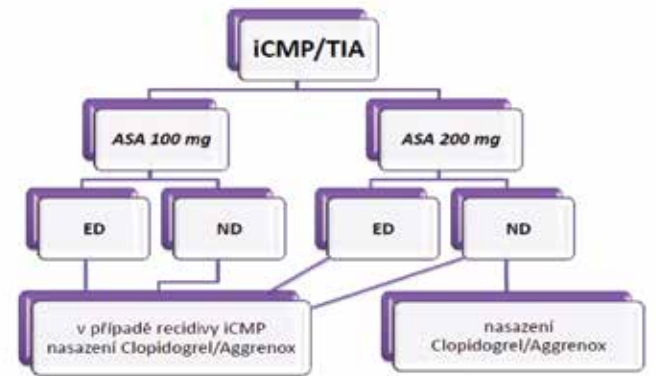 iCMP/TIA
ASA 100 mg
ASA 200 mg
ED
ND
ED
ND
v případě recidivy iCMP
nasazení Clopidogrel/Aggrenox
nasazení
Clopidogrel/Aggrenox